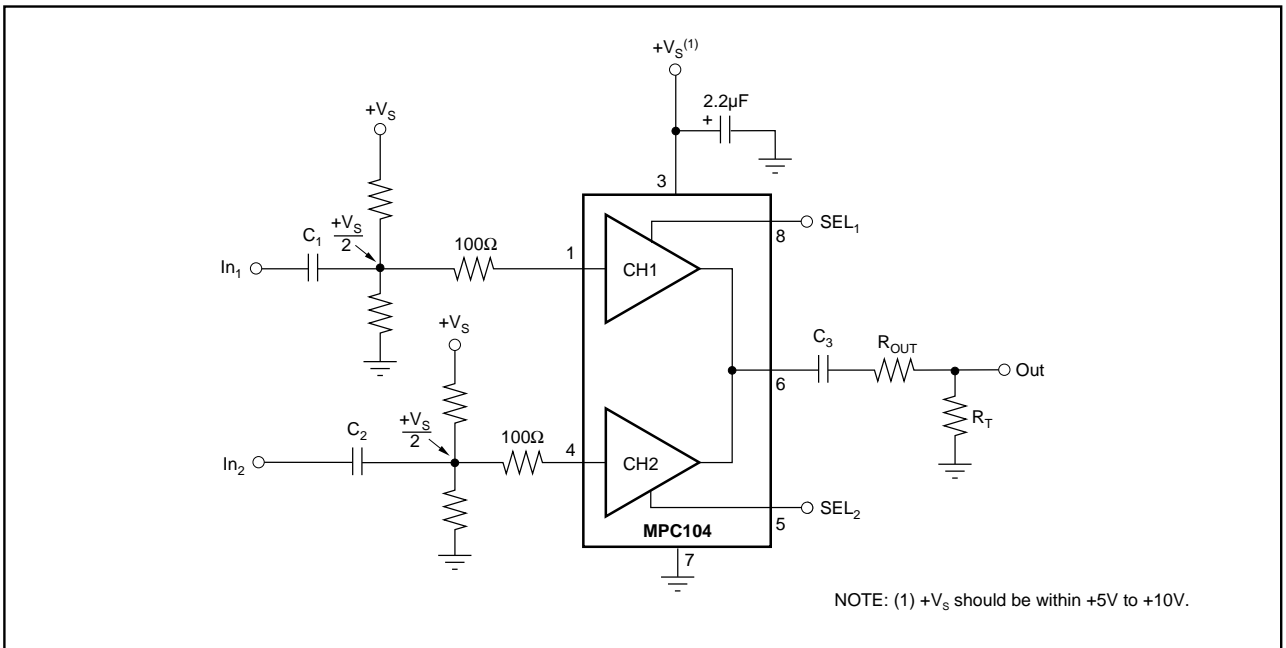 +VS(1)
2.2µF
+
+VS
3
SEL1
8
C1
+VS
2
100Ω
1
In1
CH1
+VS
C3
ROUT
Out
6
RT
C2
+VS
2
100Ω
4
In2
CH2
SEL2
5
MPC104
7
NOTE: (1) +VS should be within +5V to +10V.